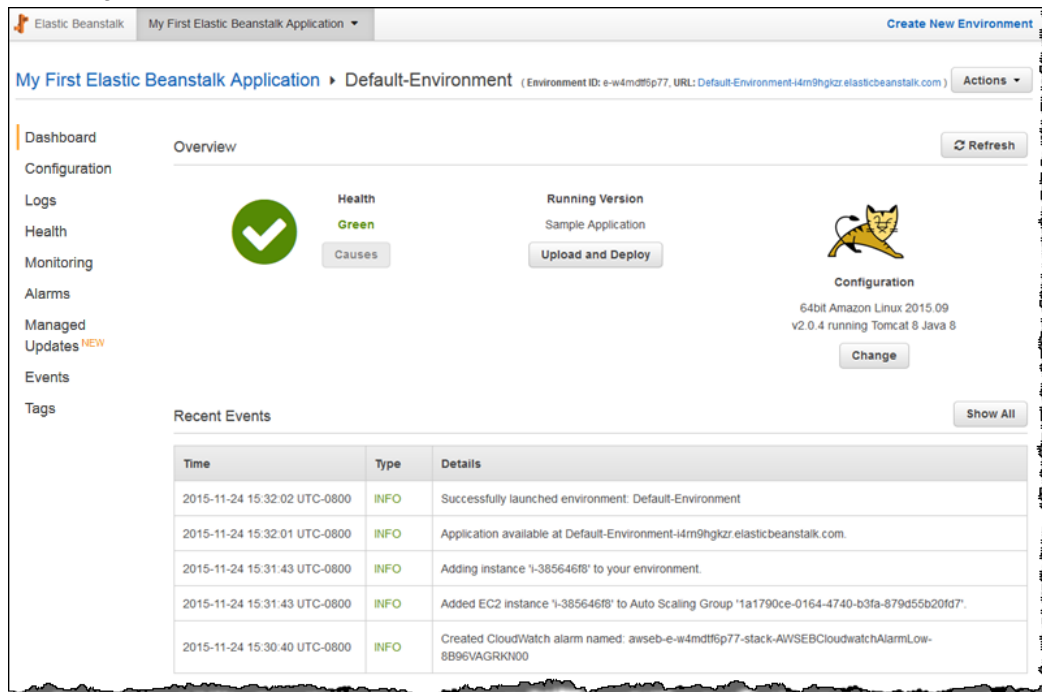 Elastic Beanstalk My First Elastic Beanstalk Application Create New Environment
My First Elastic Beanstalk Application Default-Environment ( Environment ID: e-w4mdtf6p77, URL: Default-Environment-i4rn9hgkzr.elasticbeanstalk.com ) Actions
Dashboard
Configuration
Logs
Health
Monitoring
Alarms
Managed
Updates NEW
Events
Tags
Overview Refresh
Health
Green
Causes
Running Version
Sample Application
Upload and Deploy
Configuration
64bit Amazon Linux 2015.09
v2.0.4 running Tomcat 8 Java 8
Change
Recent Events Show All
Time Type Details
2015-11-24 15:32:02 UTC-0800 INFO Successfully launched environment: Default-Environment
2015-11-24 15:32:01 UTC-0800 INFO Application available at Default-Environment-i4rn9hgkzr.elasticbeanstalk.com.
2015-11-24 15:31:43 UTC-0800 INFO Adding instance 'i-385646f8' to your environment.
2015-11-24 15:31:43 UTC-0800 INFO Added EC2 instance 'i-385646f8' to Auto Scaling Group '1a1790ce-0164-4740-b3fa-879d55b20fd7'.
2015-11-24 15:30:40 UTC-0800 INFO Created CloudWatch alarm named: awseb-e-w4mdtf6p77-stack-AWSEBCloudwatchAlarmLow-
8B96VAGRKN00